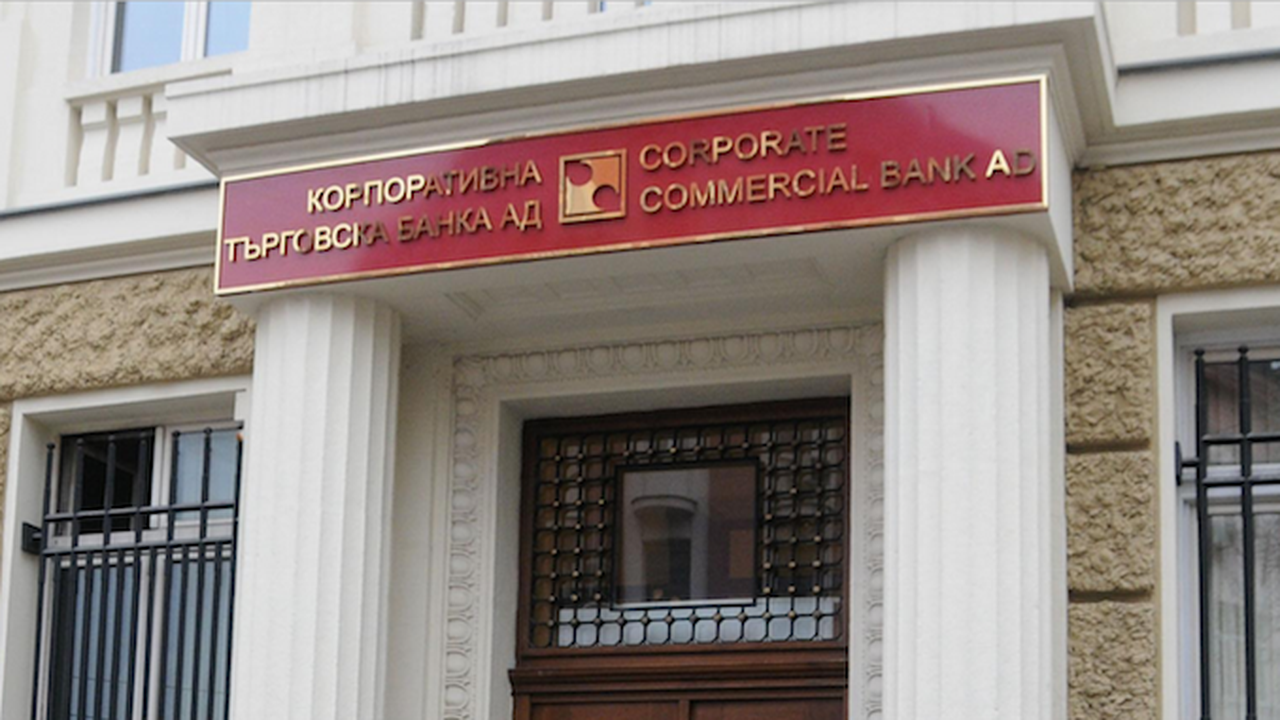 КОРПОРАТИВНА
ТЪРГОВСКА БАНКА АД
CORPORATE
COMMERCIAL BANK AD